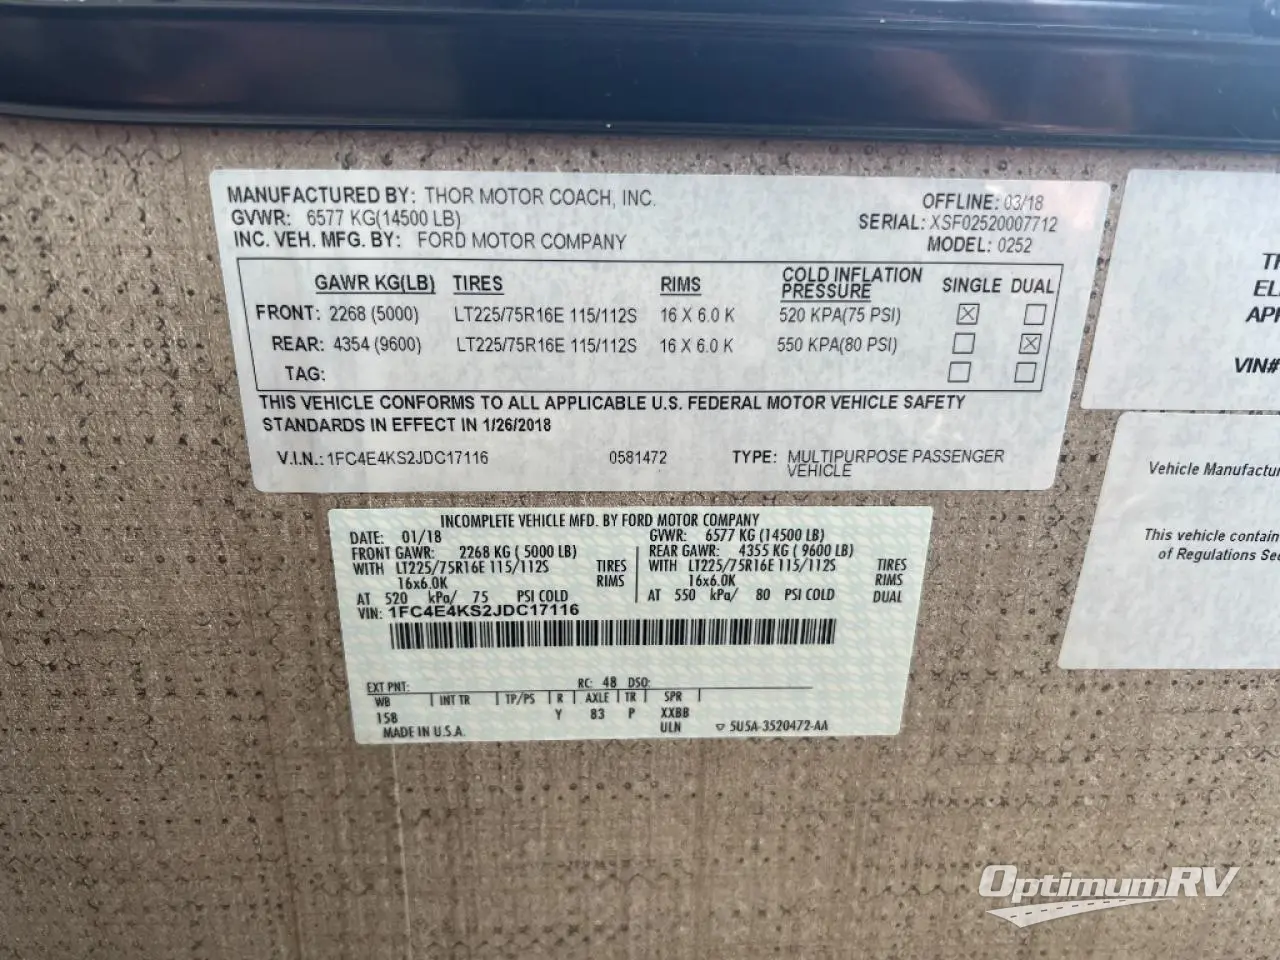 MANUFACTURED BY: THOR MOTOR COACH, INC. OFFLINE: 03/18
GVWR: 6577 KG(14500 LB) SERIAL: XSF02520007712
INC. VEH. MFG. BY: FORD MOTOR COMPANY MODEL: 0252
GAWR KG(LB) TIRES RIMS COLD INFLATION PRESSURE SINGLE DUAL
FRONT: 2268 (5000) LT225/75R16E 115/112S 16 X 6.0 K 520 KPA(75 PSI) ☒ ☐
REAR: 4354 (9600) LT225/75R16E 115/112S 16 X 6.0 K 550 KPA(80 PSI) ☐ ☒
TAG: ☐ ☐
THIS VEHICLE CONFORMS TO ALL APPLICABLE U.S. FEDERAL MOTOR VEHICLE SAFETY
STANDARDS IN EFFECT IN 1/26/2018
V.I.N.: 1FC4E4KS2JDC17116 0581472 TYPE: MULTIPURPOSE PASSENGER
VEHICLE
INCOMPLETE VEHICLE MFD. BY FORD MOTOR COMPANY
DATE: 01/18 GVWR: 6577 KG (14500 LB)
FRONT GAWR: 2268 KG ( 5000 LB) REAR GAWR: 4355 KG ( 9600 LB)
WITH LT225/75R16E 115/112S TIRES WITH LT225/75R16E 115/112S TIRES
16x6.0K RIMS 16x6.0K RIMS
AT 520 kPa/ 75 PSI COLD AT 550 kPa/ 80 PSI COLD DUAL
VIN: 1FC4E4KS2JDC17116
EXT PNT: RC: 48 DSO:
WB INT TR TP/PS R AXLE TR SPR
158 Y 83 P XXBB
MADE IN U.S.A. ULN ▽ 5U5A-3520472-AA
VIN#
Vehicle
This vehicle
of Regulations
OptimumRV